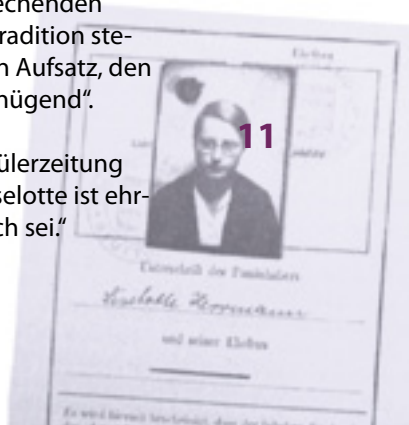 echenden
radition ste-
n Aufsatz, den
nügend“.
ülerzeitung
selotte ist ehr-
ch sei.“
11
Ehefrau
Unterschrift des Passinhabers
Liselotte Herrmann
und seiner Ehefrau
Es wird hiermit bescheinigt, dass der Inhaber